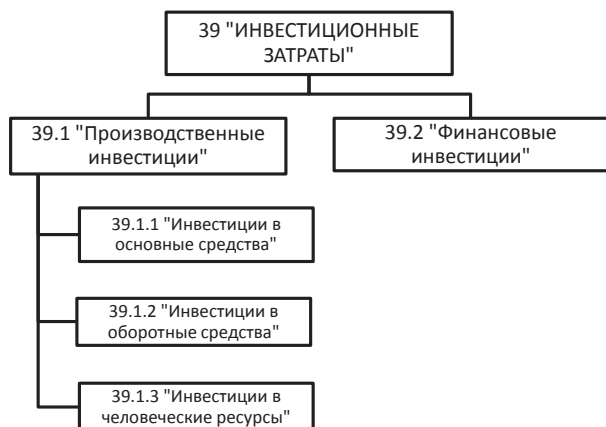 39 "ИНВЕСТИЦИОННЫЕ
ЗАТРАТЫ"
39.1 "Производственные
инвестиции"
39.2 "Финансовые
инвестиции"
39.1.1 "Инвестиции в
основные средства"
39.1.2 "Инвестиции в
оборотные средства"
39.1.3 "Инвестиции в
человеческие ресурсы"